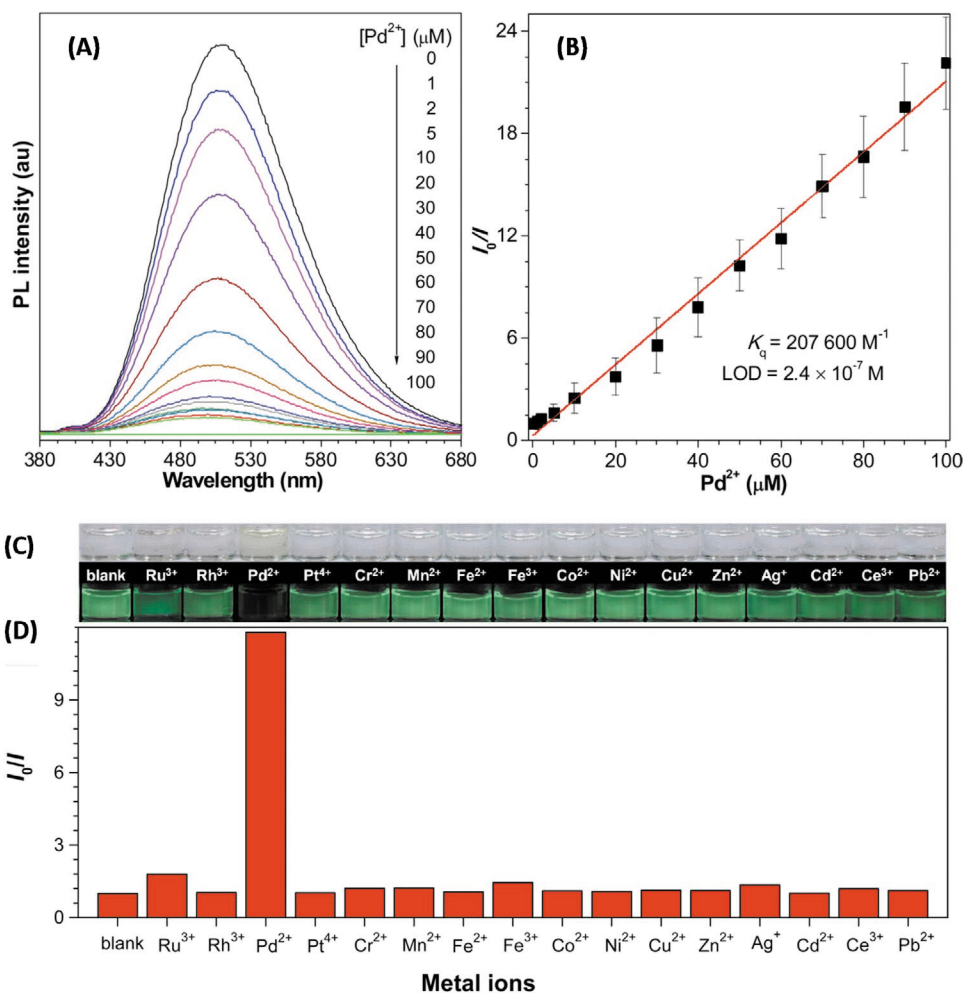 (A)
[Pd²⁺] (μM)
0
1
2
5
10
20
30
40
50
60
70
80
90
100
PL intensity (au)
380 430 480 530 580 630 680
Wavelength (nm)
(B)
24
18
12
6
0
I₀/I
K_q = 207 600 M⁻¹
LOD = 2.4 × 10⁻⁷ M
0 20 40 60 80 100
Pd²⁺ (μM)
(C)
blank Ru³⁺ Rh³⁺ Pd²⁺ Pt⁴⁺ Cr²⁺ Mn²⁺ Fe²⁺ Fe³⁺ Co²⁺ Ni²⁺ Cu²⁺ Zn²⁺ Ag⁺ Cd²⁺ Ce³⁺ Pb²⁺
(D)
9
6
3
0
I₀/I
blank Ru³⁺ Rh³⁺ Pd²⁺ Pt⁴⁺ Cr²⁺ Mn²⁺ Fe²⁺ Fe³⁺ Co²⁺ Ni²⁺ Cu²⁺ Zn²⁺ Ag⁺ Cd²⁺ Ce³⁺ Pb²⁺
Metal ions